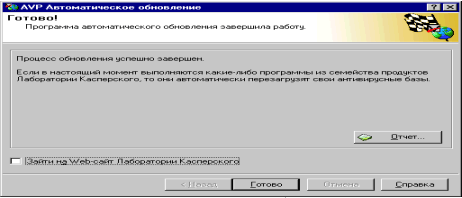 AVP Автоматическое обновление
Готово!
Программа автоматического обновления завершила работу.
Процесс обновления успешно завершен.
Если в настоящий момент выполняются какие-либо программы из семейства продуктов
Лаборатории Касперского, то они автоматически перезагрузят свои антивирусные базы.
Отчет...
Зайти на Web-сайт Лаборатории Касперского
< Назад Готово Отмена Справка